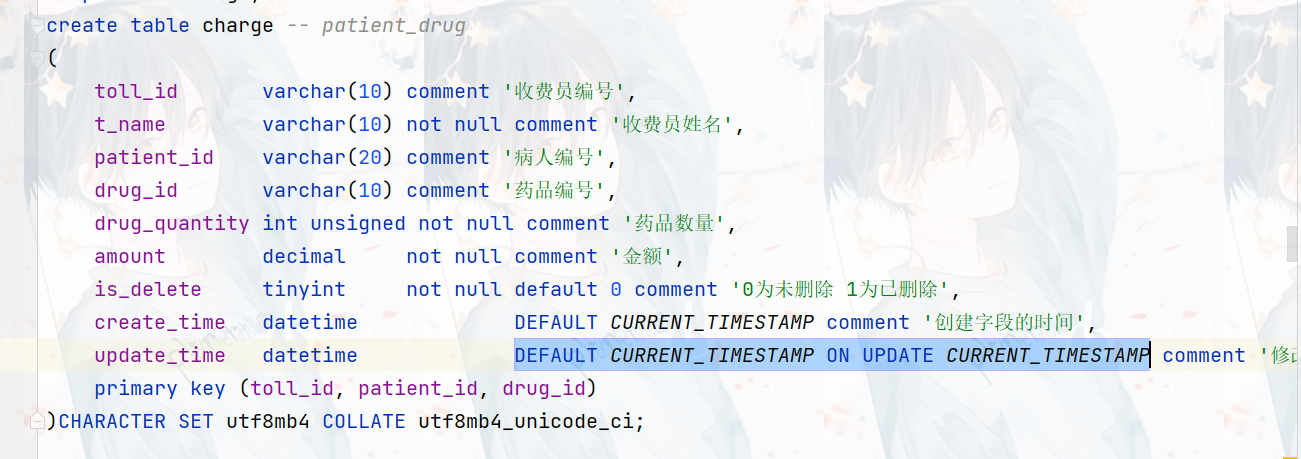 create table charge -- patient_drug
(
toll_id varchar(10) comment '收费员编号',
t_name varchar(10) not null comment '收费员姓名',
patient_id varchar(20) comment '病人编号',
drug_id varchar(10) comment '药品编号',
drug_quantity int unsigned not null comment '药品数量',
amount decimal not null comment '金额',
is_delete tinyint not null default 0 comment '0为未删除 1为已删除',
create_time datetime DEFAULT CURRENT_TIMESTAMP comment '创建字段的时间',
update_time datetime DEFAULT CURRENT_TIMESTAMP ON UPDATE CURRENT_TIMESTAMP comment '修
primary key (toll_id, patient_id, drug_id)
)CHARACTER SET utf8mb4 COLLATE utf8mb4_unicode_ci;